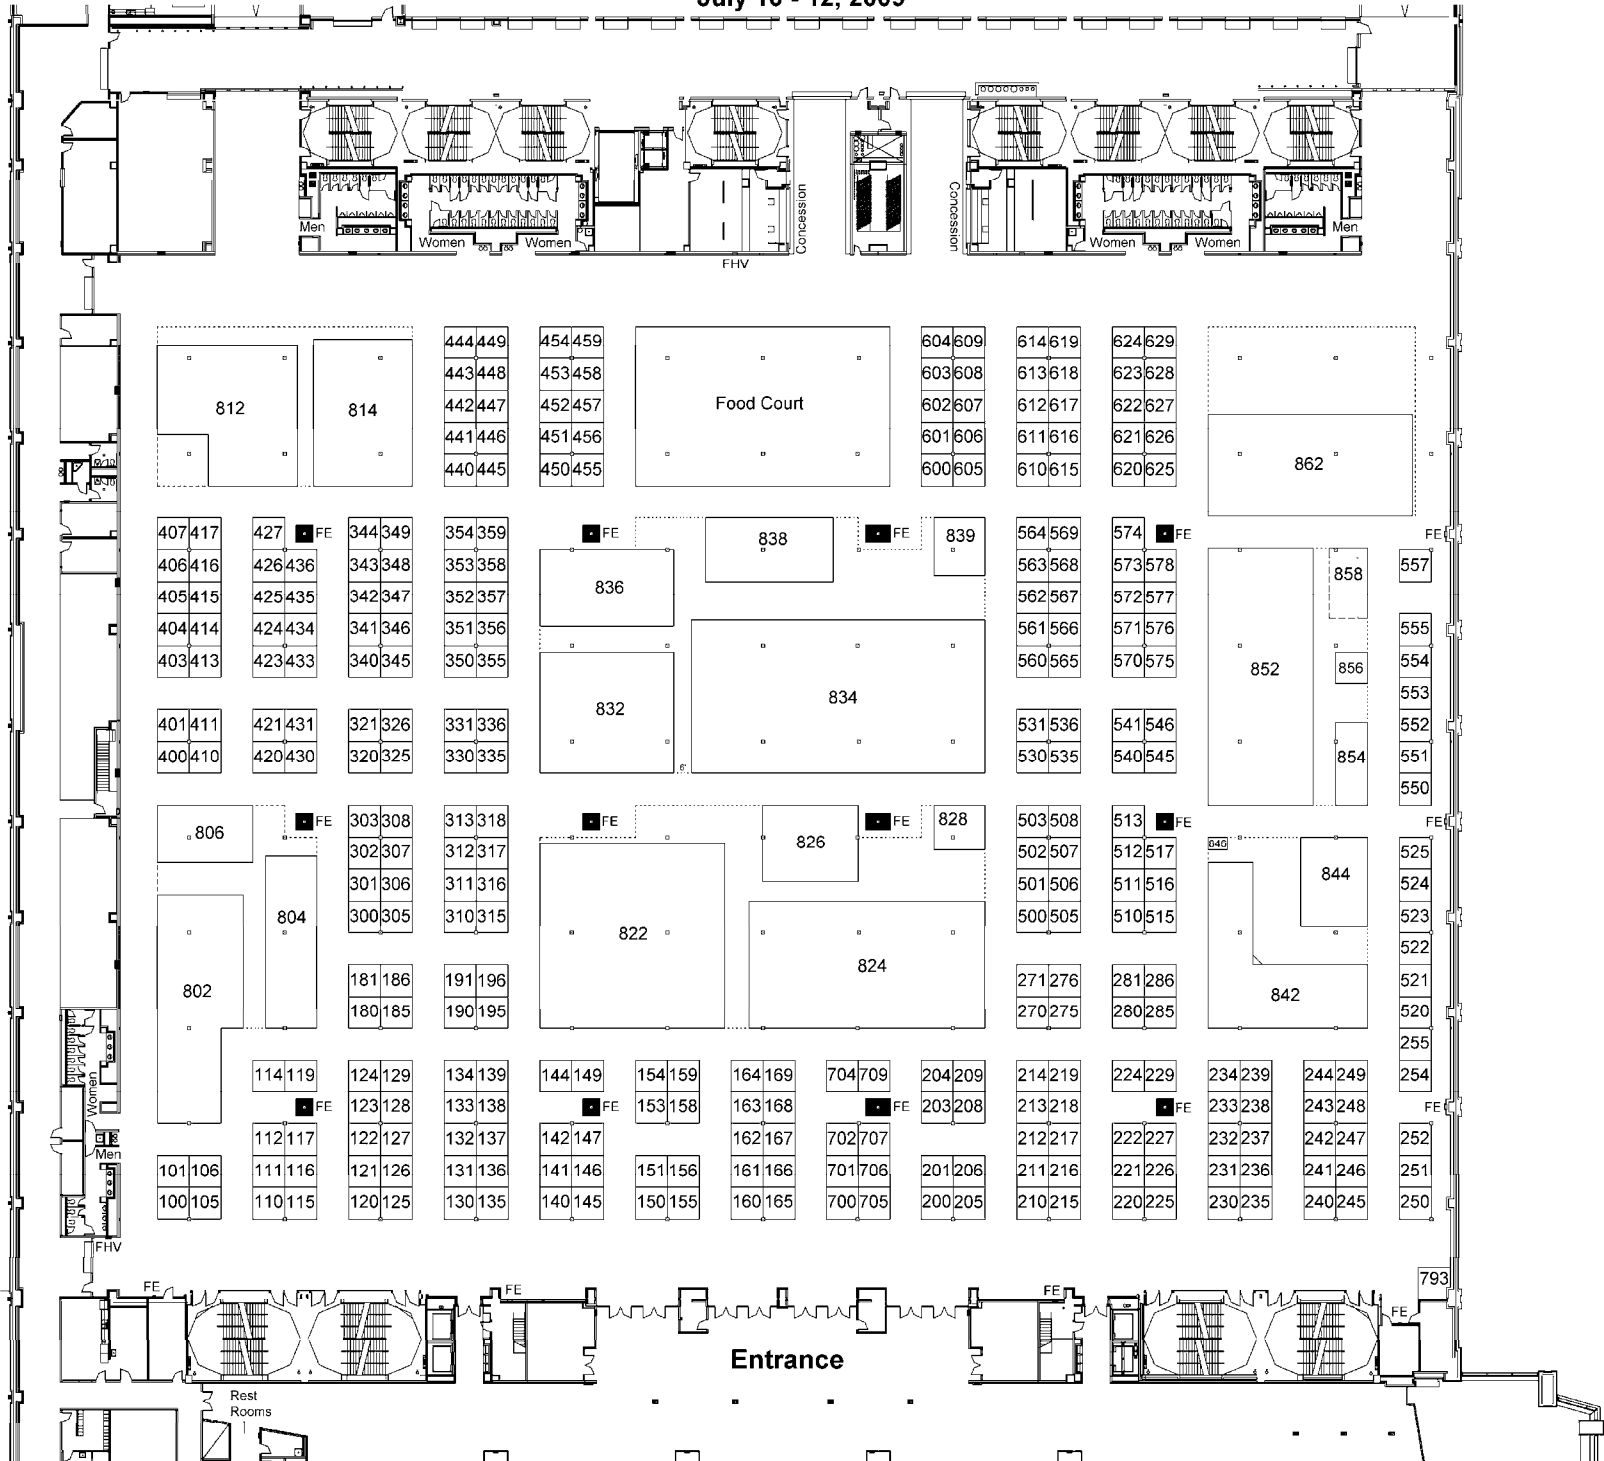 July 10 - 12, 2009
Men
Women
Women
Concession
Concession
Women
Women
Men
FHV
444 449 454 459 604 609 614 619 624 629
443 448 453 458 603 608 613 618 623 628
812 814 442 447 452 457 Food Court 602 607 612 617 622 627
441 446 451 456 601 606 611 616 621 626
862
440 445 450 455 600 605 610 615 620 625
407 417 427 FE 344 349 354 359 FE 838 FE 839 564 569 574 FE FE
406 416 426 436 343 348 353 358 563 568 573 578 858 557
405 415 425 435 342 347 352 357 836 562 567 572 577
404 414 424 434 341 346 351 356 561 566 571 576 555
403 413 423 433 340 345 350 355 560 565 570 575 852 856 554
553
832 834
401 411 421 431 321 326 331 336 531 536 541 546 552
400 410 420 430 320 325 330 335 6' 530 535 540 545 854 551
550
806 FE 303 308 313 318 FE FE 828 503 508 513 FE FE
302 307 312 317 826 502 507 512 517 846 525
301 306 311 316 501 506 511 516 844 524
804 300 305 310 315 500 505 510 515 523
822 522
824
802 181 186 191 196 271 276 281 286 842 521
180 185 190 195 270 275 280 285 520
255
114 119 124 129 134 139 144 149 154 159 164 169 704 709 204 209 214 219 224 229 234 239 244 249 254
Women
FE 123 128 133 138 FE 153 158 163 168 FE 203 208 213 218 FE 233 238 243 248 FE
112 117 122 127 132 137 142 147 162 167 702 707 212 217 222 227 232 237 242 247 252
Men
101 106 111 116 121 126 131 136 141 146 151 156 161 166 701 706 201 206 211 216 221 226 231 236 241 246 251
100 105 110 115 120 125 130 135 140 145 150 155 160 165 700 705 200 205 210 215 220 225 230 235 240 245 250
FHV
793
FE FE FE FE
Entrance
Rest
Rooms